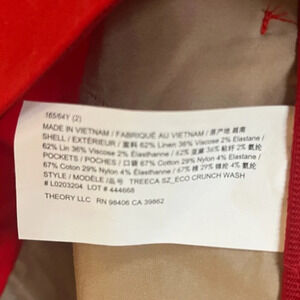 165/64Y (2)
MADE IN VIETNAM / FABRIQUÉ AU VIETNAM / 原产地 越南
SHELL / EXTÉRIEUR / 面料 62% Linen 36% Viscose 2% Elastane /
62% Lin 36% Viscose 2% Élasthanne / 62% 亚麻 36% 粘纤 2% 氨纶
POCKETS / POCHES / 口袋 67% Cotton 29% Nylon 4% Elastane /
67% Coton 29% Nylon 4% Élasthanne / 67% 棉 29% 锦纶 4% 氨纶
STYLE / MODÈLE /品号 TREECA SZ_ECO CRUNCH WASH
# L0203204 LOT # 444668
THEORY LLC RN 98406 CA 39862